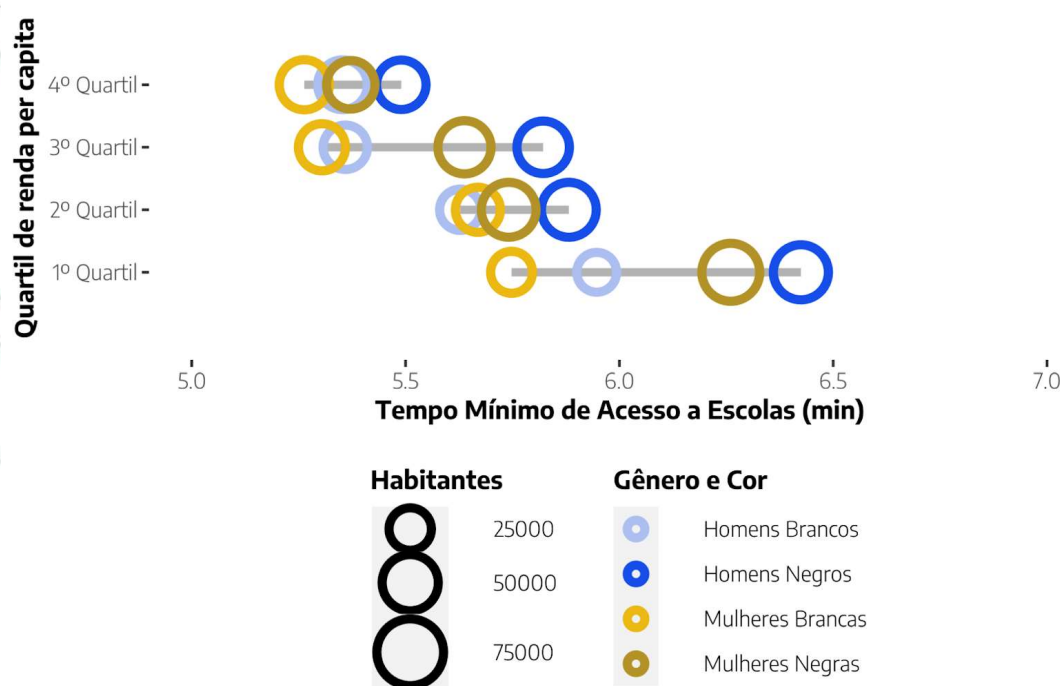 Quartil de renda per capita
4º Quartil
3º Quartil
2º Quartil
1º Quartil
5.0 5.5 6.0 6.5 7.0
Tempo Mínimo de Acesso a Escolas (min)
Habitantes
25000
50000
75000
Gênero e Cor
Homens Brancos
Homens Negros
Mulheres Brancas
Mulheres Negras